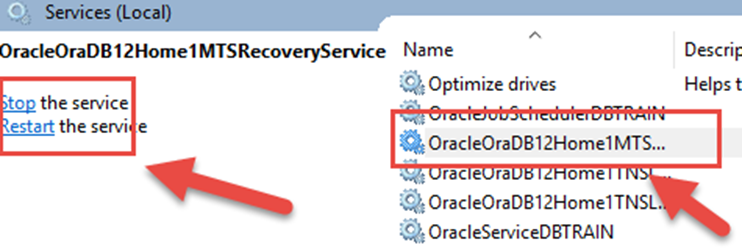 Services (Local)
OracleOraDB12Home1MTSRecoveryService
Stop the service
Restart the service
Name
Descrip
Optimize drives
Helps t
OracleJobSchedulerDBTRAIN
OracleOraDB12Home1MTS...
OracleOraDB12Home1TNSL...
OracleOraDB12Home1TNSL...
OracleServiceDBTRAIN